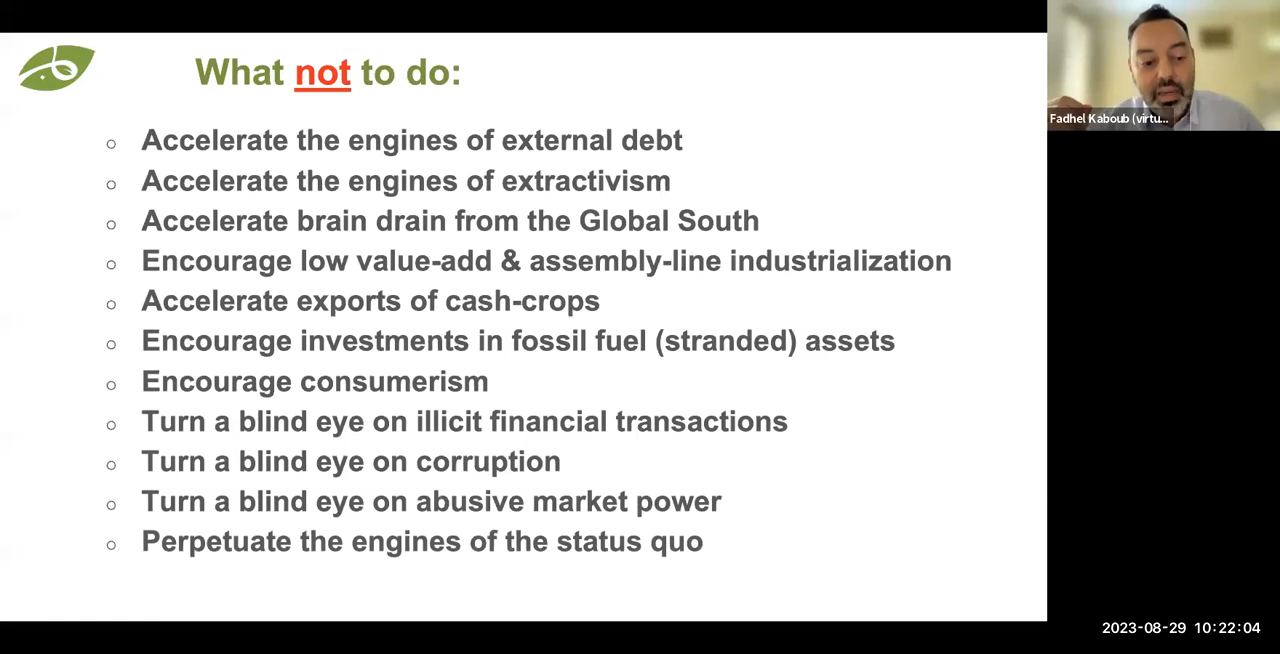 What not to do:
Accelerate the engines of external debt
Accelerate the engines of extractivism
Accelerate brain drain from the Global South
Encourage low value-add & assembly-line industrialization
Accelerate exports of cash-crops
Encourage investments in fossil fuel (stranded) assets
Encourage consumerism
Turn a blind eye on illicit financial transactions
Turn a blind eye on corruption
Turn a blind eye on abusive market power
Perpetuate the engines of the status quo
Fadhel Kaboub (virtu...
2023-08-29 10:22:04